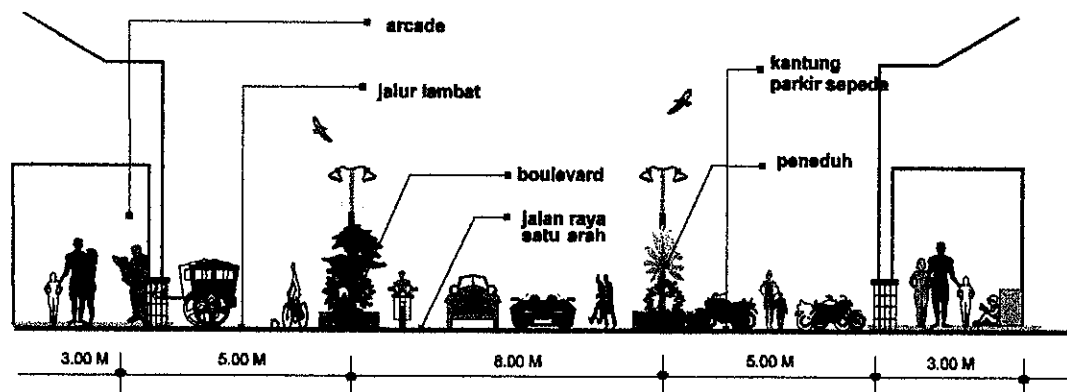 arcade
kantung
parkir sepeda
jalur lambat
peneduh
boulevard
jalan raya
satu arah
3.00 M
5.00 M
8.00 M
5.00 M
3.00 M